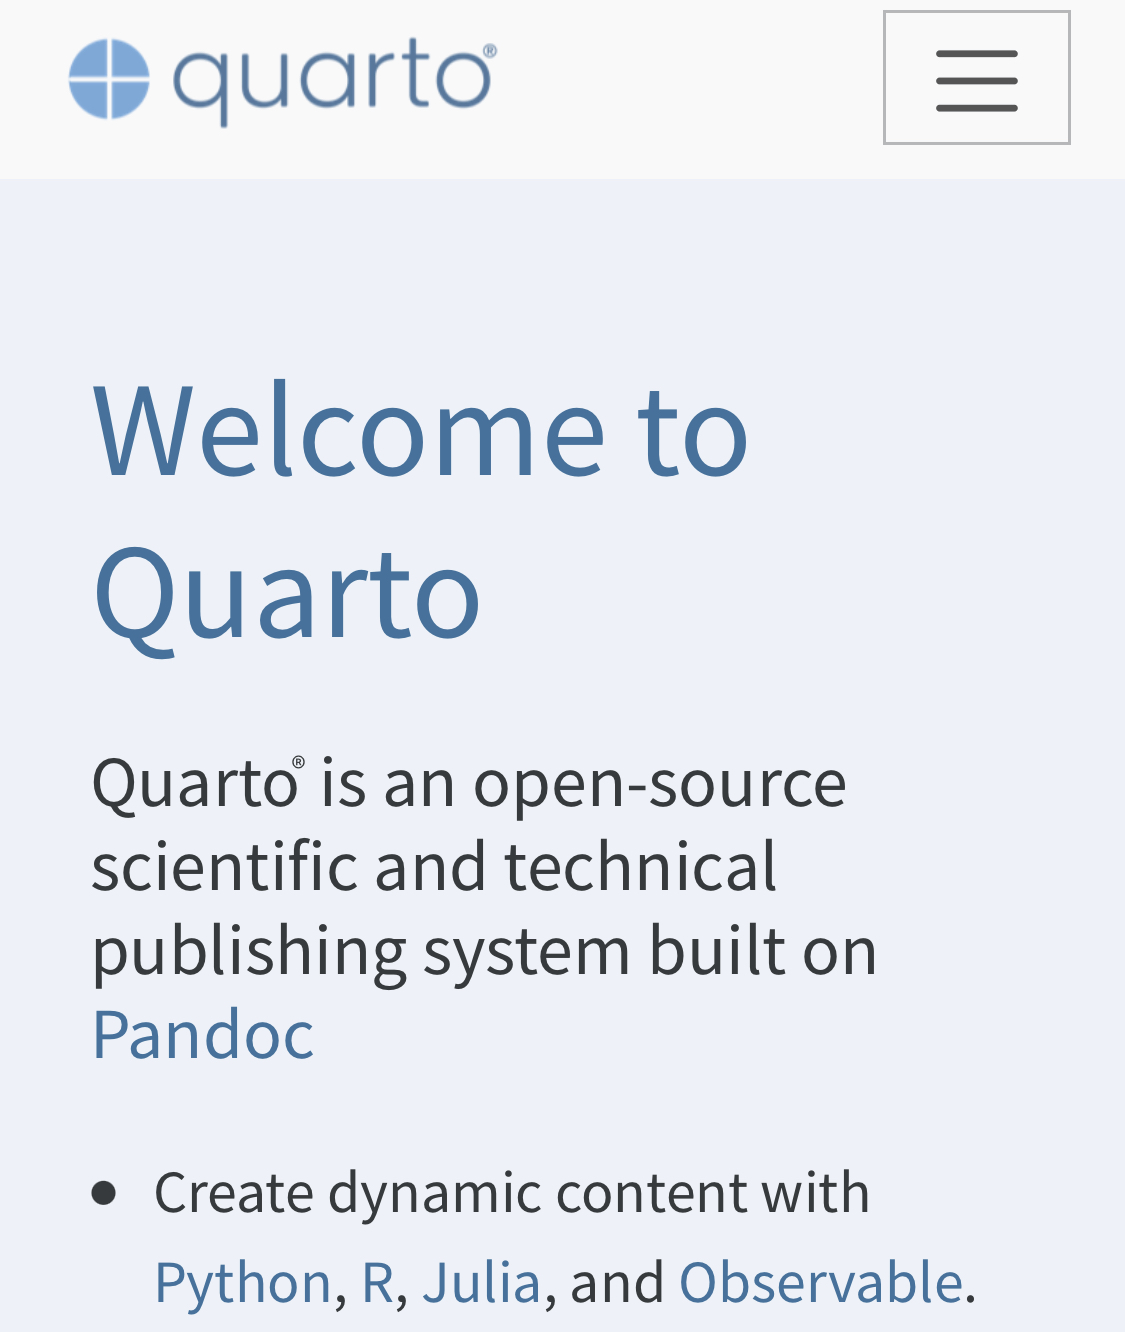 quarto®
Welcome to
Quarto
Quarto® is an open-source
scientific and technical
publishing system built on
Pandoc
• Create dynamic content with
Python, R, Julia, and Observable.